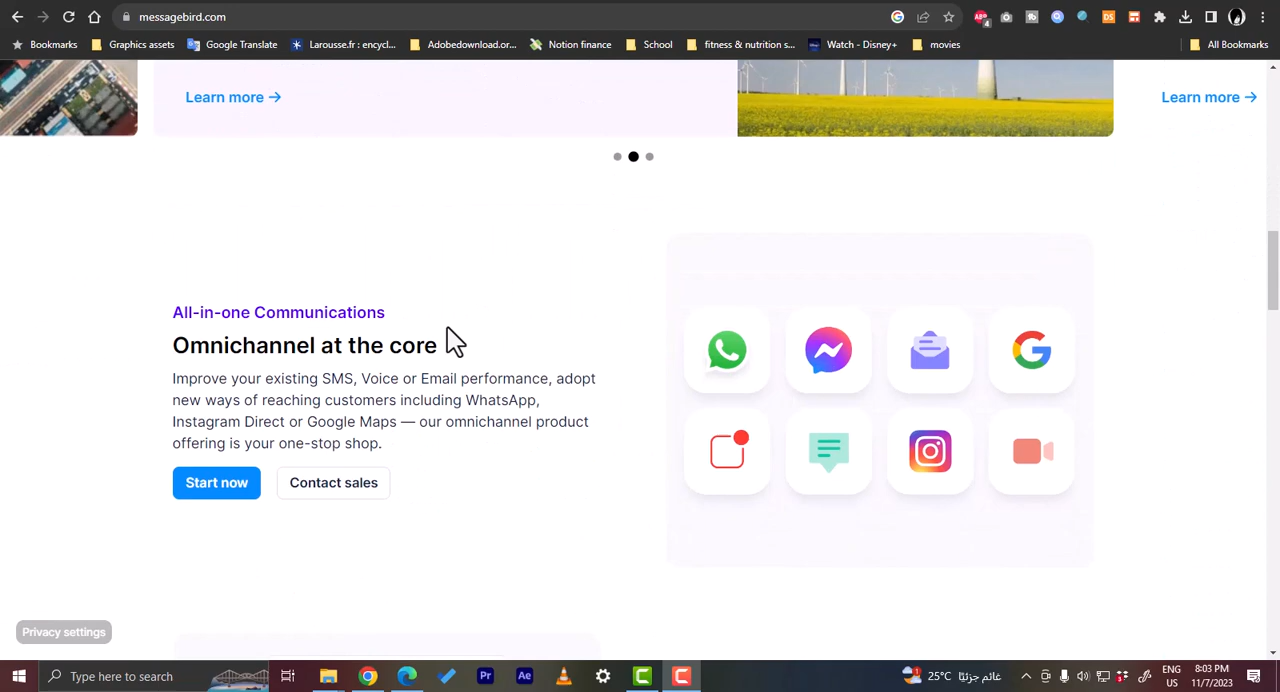 messagebird.com
Bookmarks Graphics assets Google Translate Larousse.fr : encycl... Adobedownload.or... Notion finance School fitness & nutrition s... Watch - Disney+ movies All Bookmarks
Learn more → Learn more →
All-in-one Communications
Omnichannel at the core
Improve your existing SMS, Voice or Email performance, adopt
new ways of reaching customers including WhatsApp,
Instagram Direct or Google Maps — our omnichannel product
offering is your one-stop shop.
Start now Contact sales
Privacy settings
Type here to search 25°C غائم جزئيًا ENG 8:03 PM
US 11/7/2023